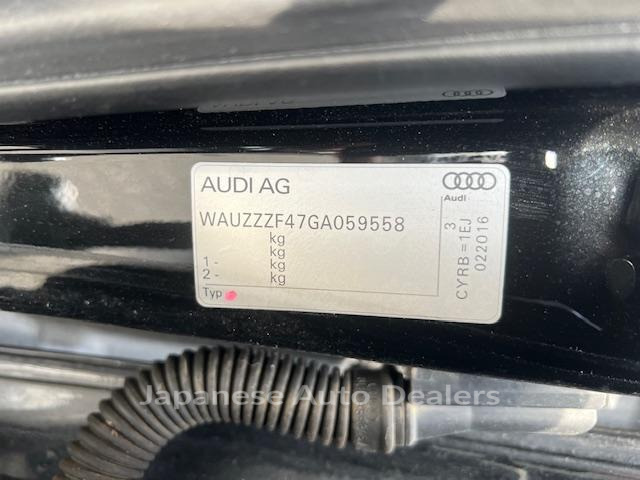 AUDI AG
Audi
WAUZZZF47GA059558
kg
kg
1 - kg
2 - kg
Typ
3
CYRB=1EJ
022016
Japanese Auto Dealers